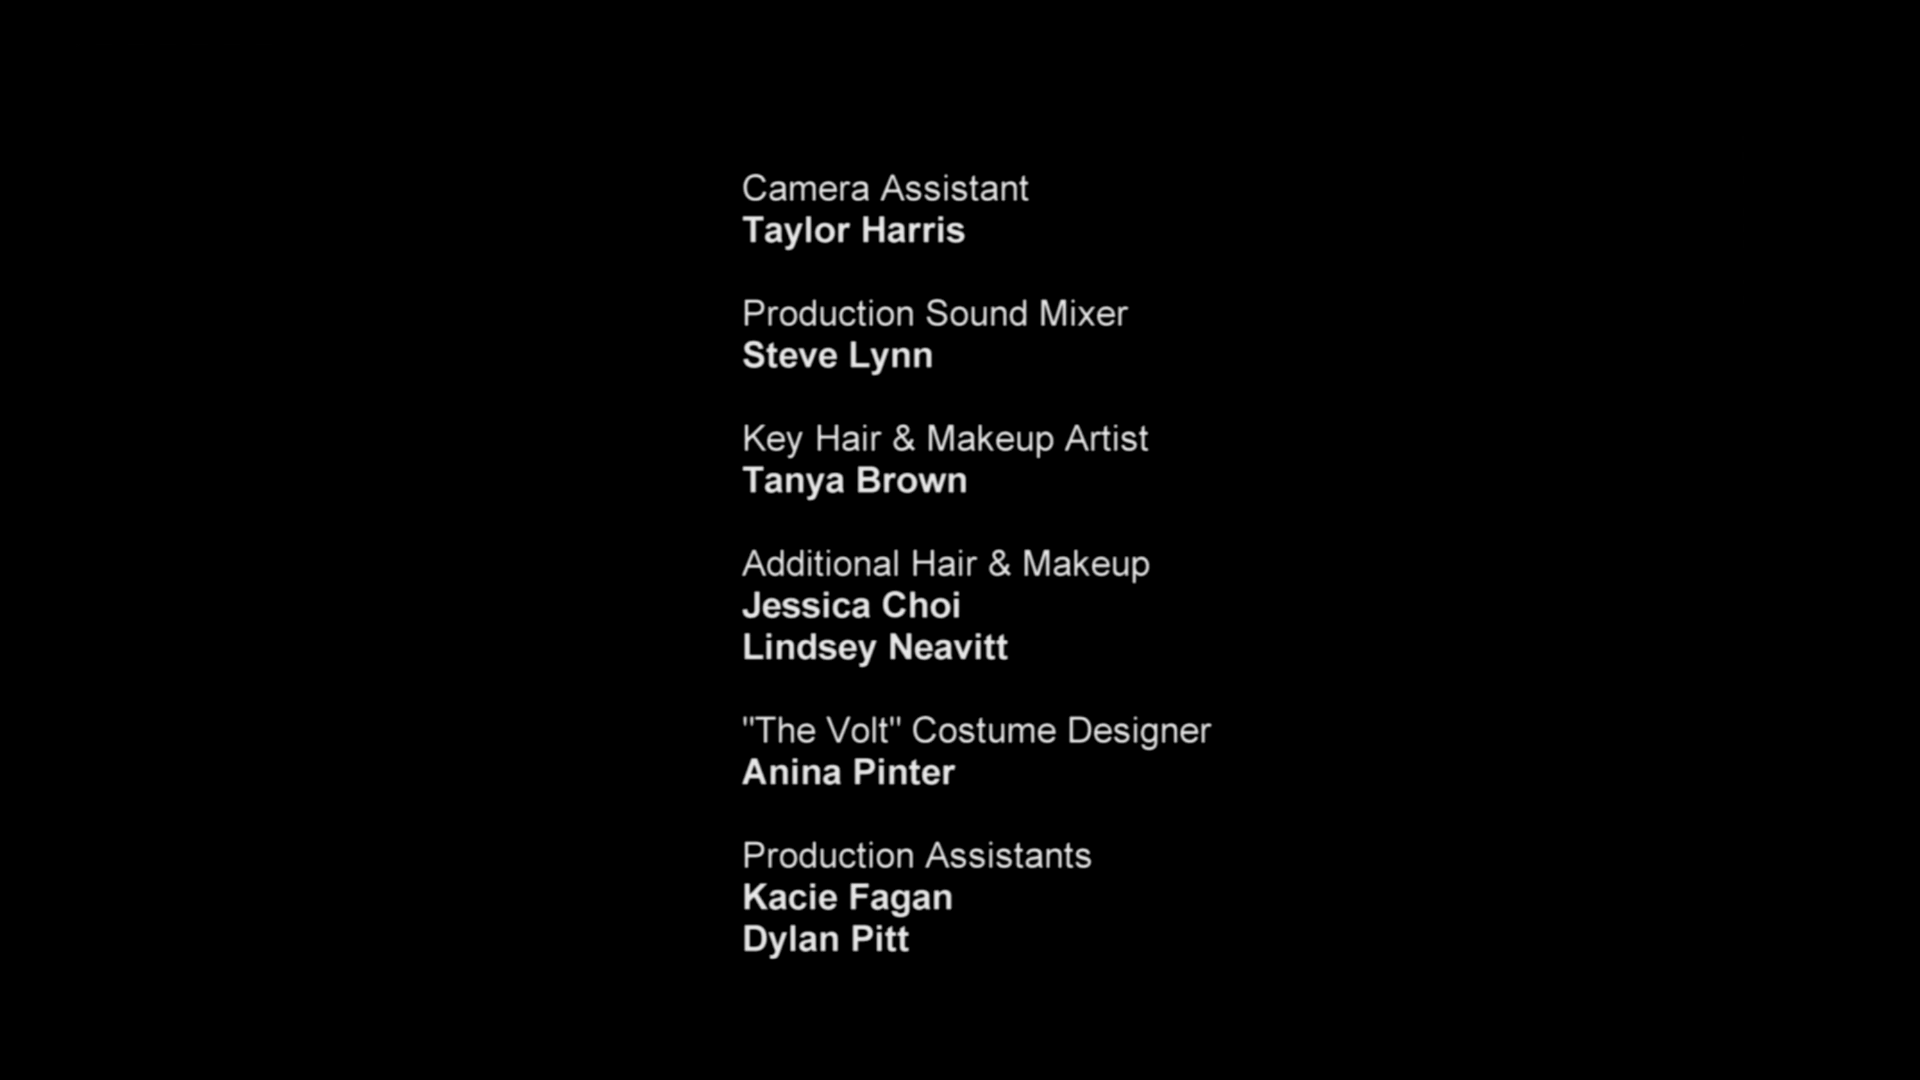 Camera Assistant
Taylor Harris
Production Sound Mixer
Steve Lynn
Key Hair & Makeup Artist
Tanya Brown
Additional Hair & Makeup
Jessica Choi
Lindsey Neavitt
"The Volt" Costume Designer
Anina Pinter
Production Assistants
Kacie Fagan
Dylan Pitt